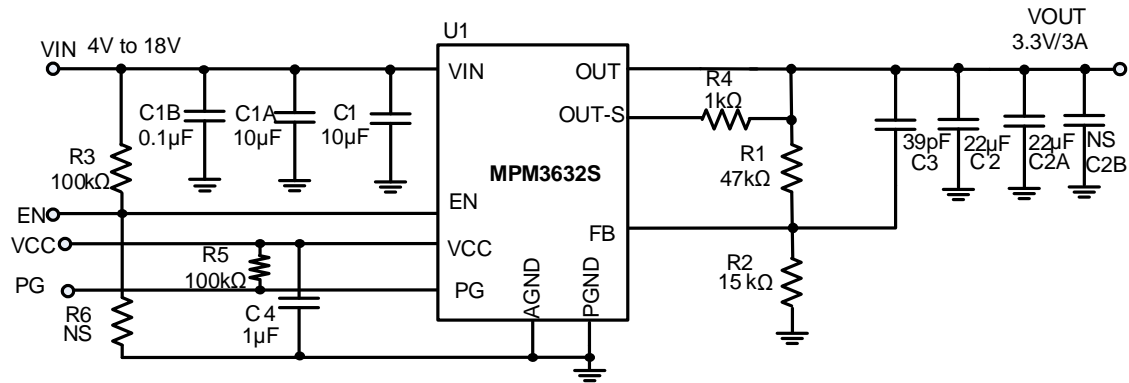 U1
VOUT
3.3V/3A
VIN 4V to 18V
VIN
OUT
R4
1kΩ
OUT-S
C1B
0.1µF
C1A
10µF
C1
10µF
R3
100kΩ
MPM3632S
R1
47kΩ
39pF
C3
22µF
C2
22µF
C2A
NS
C2B
EN
EN
VCC
VCC
FB
R5
100kΩ
R2
15kΩ
PG
PG
AGND
PGND
R6
NS
C4
1µF